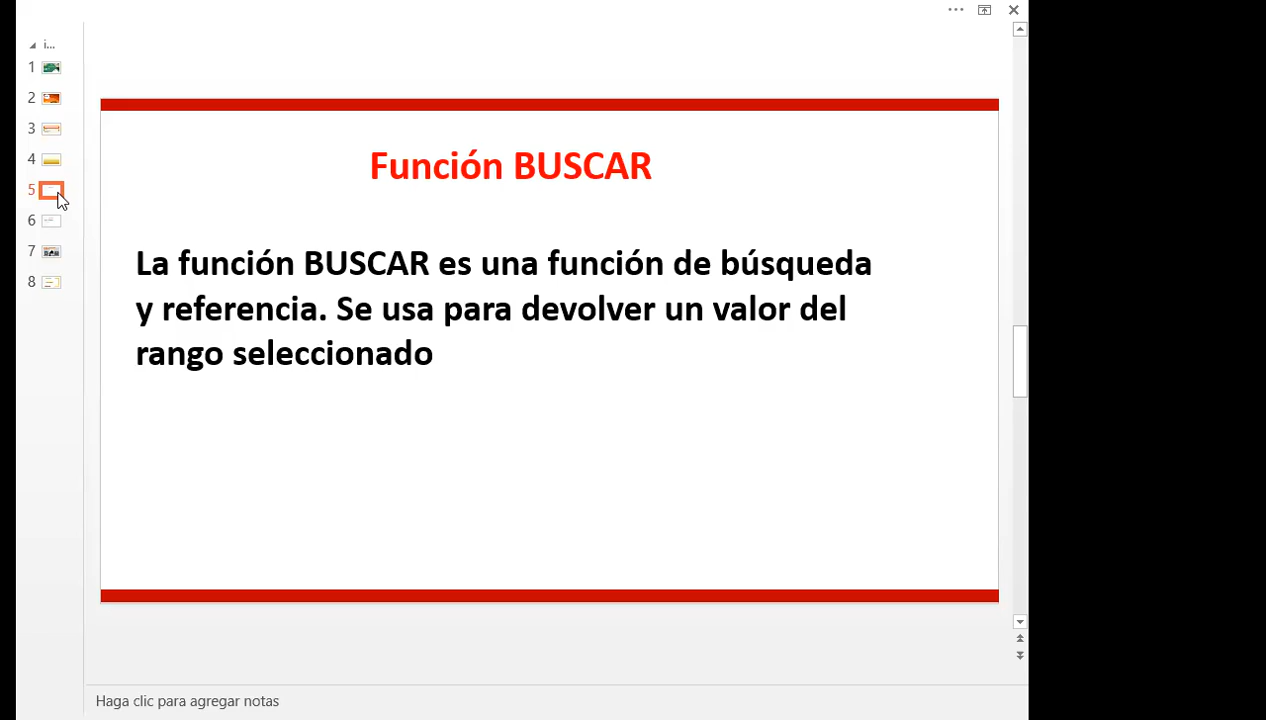 i...
1
2
3
4
5
6
7
8
Función BUSCAR
La función BUSCAR es una función de búsqueda
y referencia. Se usa para devolver un valor del
rango seleccionado
Haga clic para agregar notas